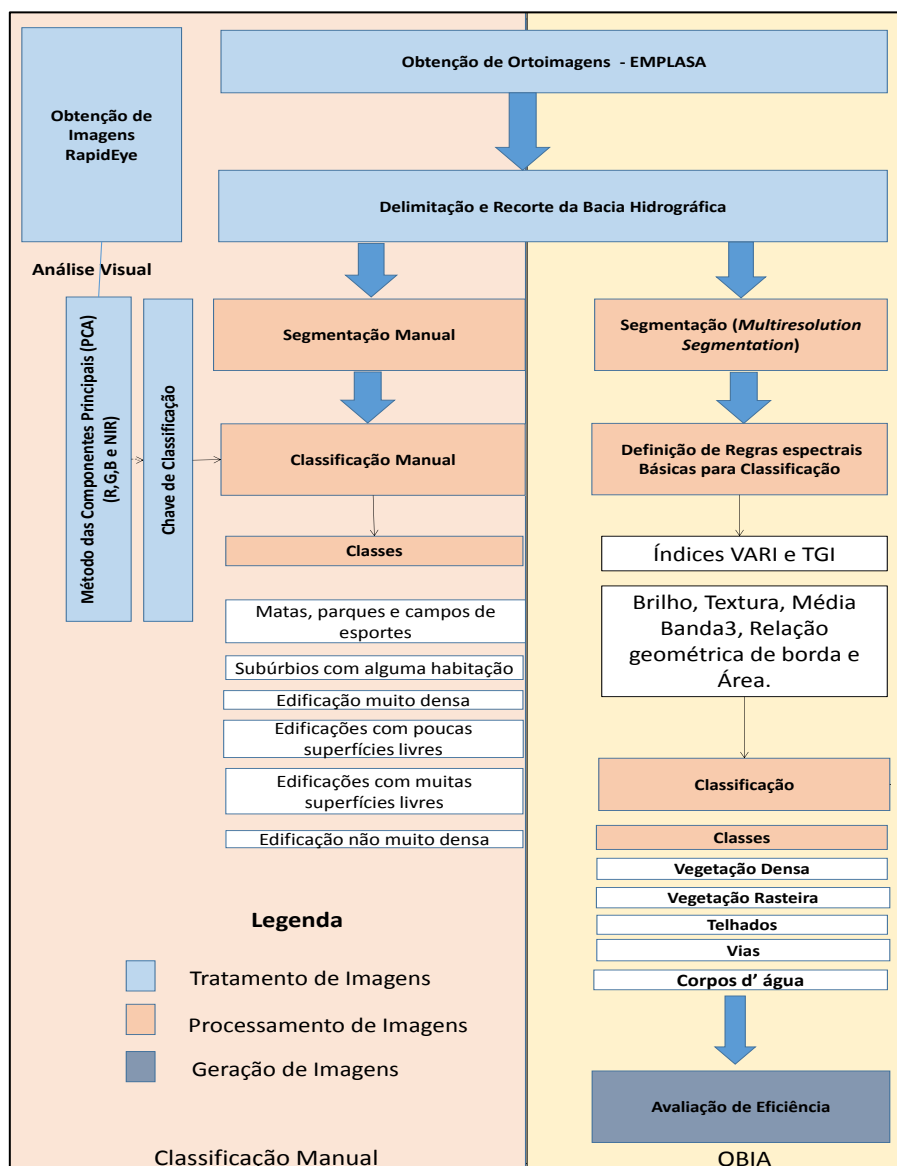 Obtenção de Ortoimagens - EMPLASA
Obtenção de
Imagens
RapidEye
Delimitação e Recorte da Bacia Hidrográfica
Análise Visual
Método das Componentes Principais (PCA)
(R,G,B e NIR)
Chave de Classificação
Segmentação Manual
Classificação Manual
Classes
Matas, parques e campos de
esportes
Subúrbios com alguma habitação
Edificação muito densa
Edificações com poucas
superfícies livres
Edificações com muitas
superfícies livres
Edificação não muito densa
Segmentação (Multiresolution
Segmentation)
Definição de Regras espectrais
Básicas para Classificação
Índices VARI e TGI
Brilho, Textura, Média
Banda3, Relação
geométrica de borda e
Área.
Classificação
Classes
Vegetação Densa
Vegetação Rasteira
Telhados
Vias
Corpos d' água
Avaliação de Eficiência
Legenda
Tratamento de Imagens
Processamento de Imagens
Geração de Imagens
Classificação Manual
OBIA